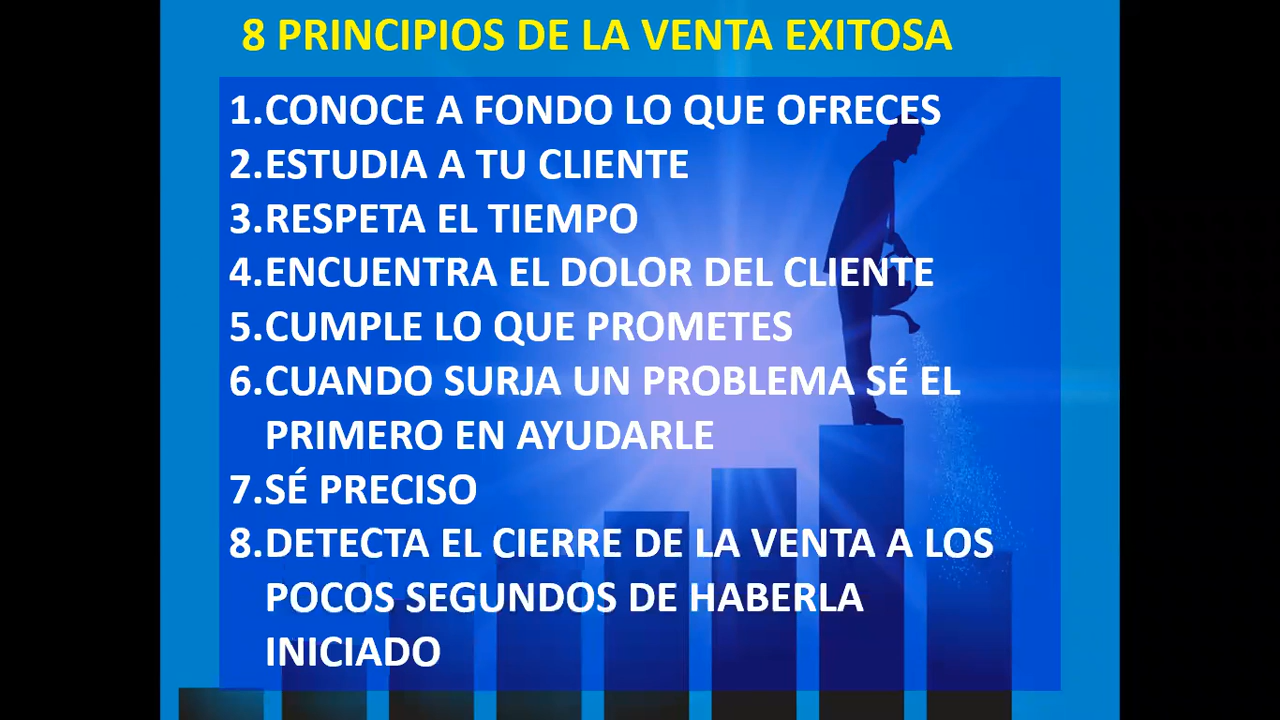 8 PRINCIPIOS DE LA VENTA EXITOSA
1.CONOCE A FONDO LO QUE OFRECES
2.ESTUDIA A TU CLIENTE
3.RESPETA EL TIEMPO
4.ENCUENTRA EL DOLOR DEL CLIENTE
5.CUMPLE LO QUE PROMETES
6.CUANDO SURJA UN PROBLEMA SÉ EL
PRIMERO EN AYUDARLE
7.SÉ PRECISO
8.DETECTA EL CIERRE DE LA VENTA A LOS
POCOS SEGUNDOS DE HABERLA
INICIADO